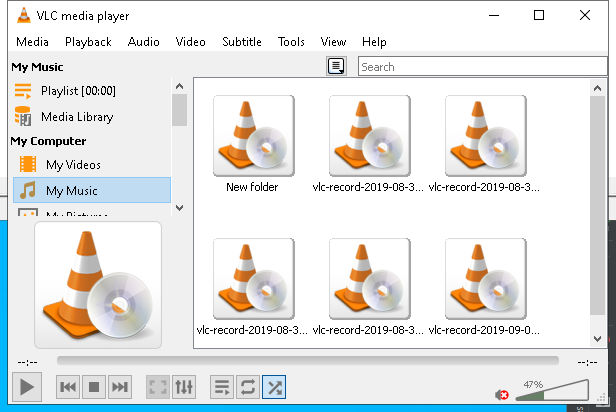 VLC media player
Media Playback Audio Video Subtitle Tools View Help
My Music
Search
Playlist [00:00]
Media Library
My Computer
My Videos
My Music
My Pictures
New folder
vlc-record-2019-08-3...
vlc-record-2019-08-3...
vlc-record-2019-08-3...
vlc-record-2019-08-3...
vlc-record-2019-09-0...
--:--
--:--
47%